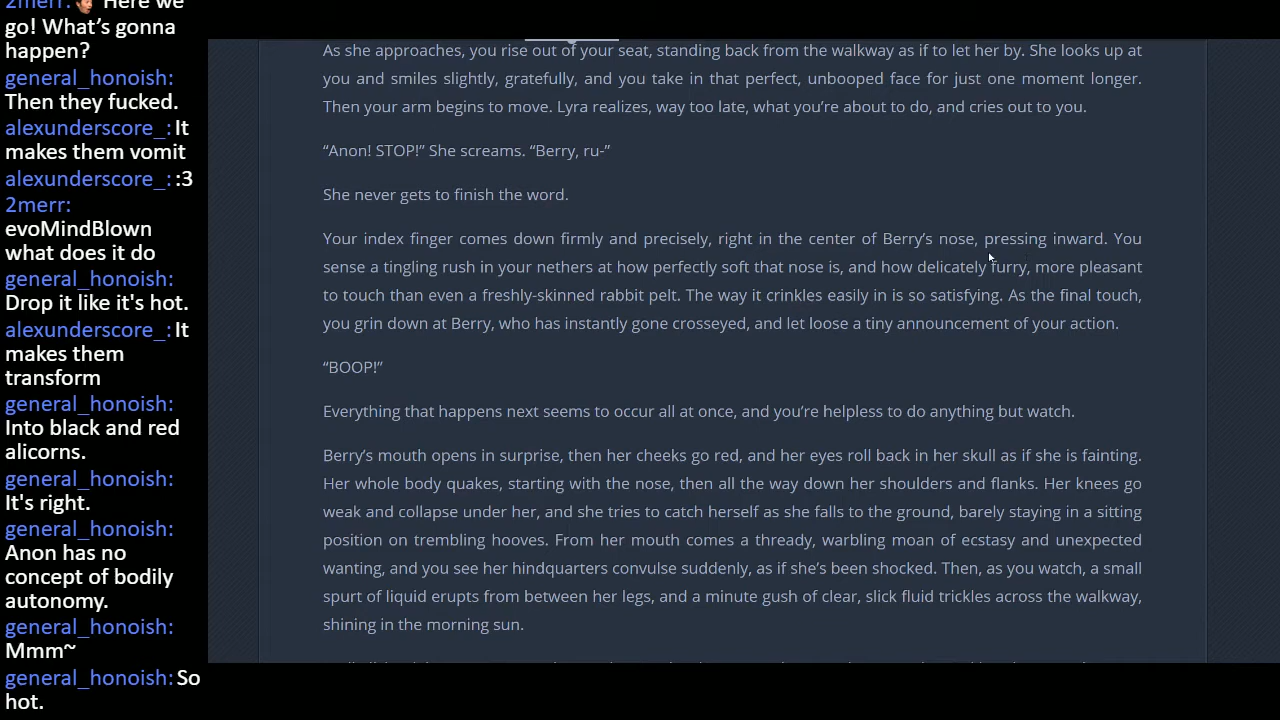 2merr: Here we
go! What’s gonna
happen?
general_honoish:
Then they fucked.
alexunderscore_: It
makes them vomit
alexunderscore_: :3
2merr:
evoMindBlown
what does it do
general_honoish:
Drop it like it's hot.
alexunderscore_: It
makes them
transform
general_honoish:
Into black and red
alicorns.
general_honoish:
It's right.
general_honoish:
Anon has no
concept of bodily
autonomy.
general_honoish:
Mmm~
general_honoish: So
hot.
As she approaches, you rise out of your seat, standing back from the walkway as if to let her by. She looks up at
you and smiles slightly, gratefully, and you take in that perfect, unbooped face for just one moment longer.
Then your arm begins to move. Lyra realizes, way too late, what you’re about to do, and cries out to you.
“Anon! STOP!” She screams. “Berry, ru-”
She never gets to finish the word.
Your index finger comes down firmly and precisely, right in the center of Berry’s nose, pressing inward. You
sense a tingling rush in your nethers at how perfectly soft that nose is, and how delicately furry, more pleasant
to touch than even a freshly-skinned rabbit pelt. The way it crinkles easily in is so satisfying. As the final touch,
you grin down at Berry, who has instantly gone crosseyed, and let loose a tiny announcement of your action.
“BOOP!”
Everything that happens next seems to occur all at once, and you’re helpless to do anything but watch.
Berry’s mouth opens in surprise, then her cheeks go red, and her eyes roll back in her skull as if she is fainting.
Her whole body quakes, starting with the nose, then all the way down her shoulders and flanks. Her knees go
weak and collapse under her, and she tries to catch herself as she falls to the ground, barely staying in a sitting
position on trembling hooves. From her mouth comes a thready, warbling moan of ecstasy and unexpected
wanting, and you see her hindquarters convulse suddenly, as if she’s been shocked. Then, as you watch, a small
spurt of liquid erupts from between her legs, and a minute gush of clear, slick fluid trickles across the walkway,
shining in the morning sun.